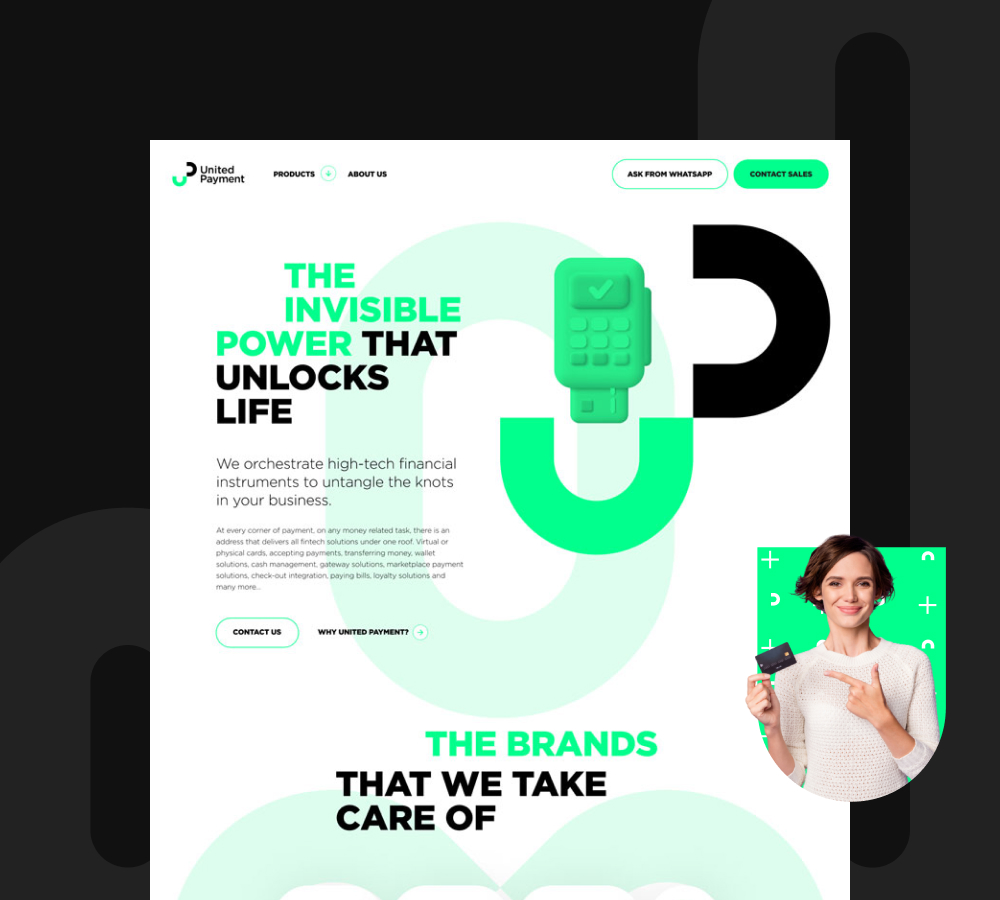 United
Payment
PRODUCTS
ABOUT US
ASK FROM WHATSAPP
CONTACT SALES
THE
INVISIBLE
POWER THAT
UNLOCKS
LIFE
We orchestrate high-tech financial
instruments to untangle the knots
in your business.
At every corner of payment, on any money related task, there is an
address that delivers all fintech solutions under one roof. Virtual or
physical cards, accepting payments, transferring money, wallet
solutions, cash management, gateway solutions, marketplace payment
solutions, check-out integration, paying bills, loyalty solutions and
many more...
CONTACT US
WHY UNITED PAYMENT?
THE BRANDS
THAT WE TAKE
CARE OF